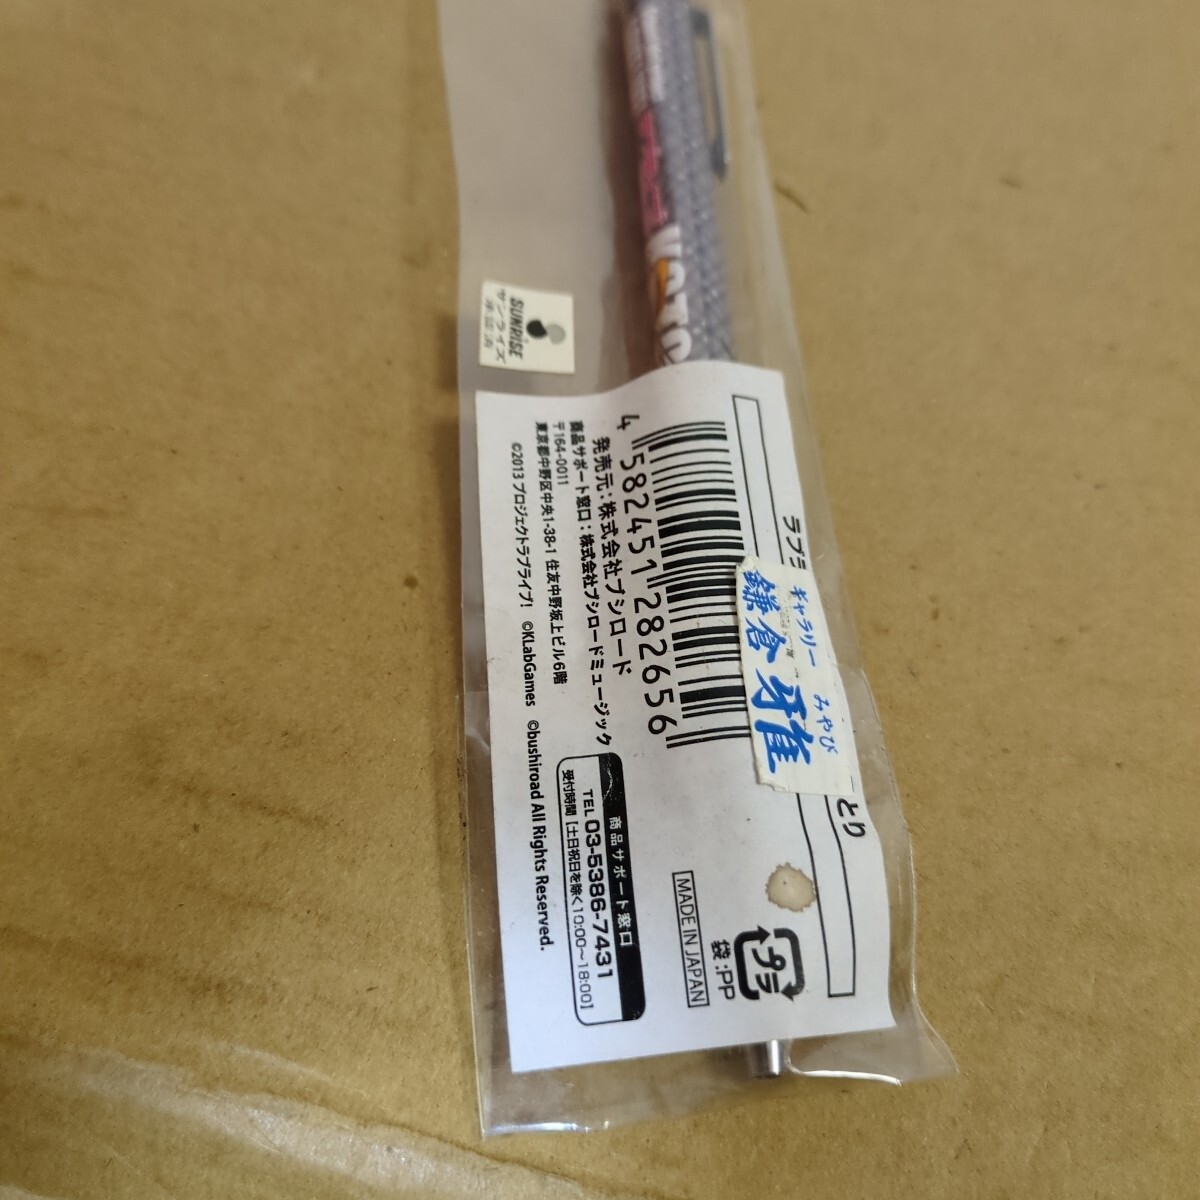 SUNRISE
サンライズ
KOTO
ラブラ
とり
ギャラリー
鎌倉 雅
みやび
4 582451 282656
発売元:株式会社ブシロード
商品サポート窓口:株式会社ブシロードミュージック
〒164-0011
東京都中野区中央1-38-1 住友中野坂上ビル6階
©2013 プロジェクトラブライブ! ©KLabGames ©bushiroad All Rights Reserved.
商品サポート窓口
TEL 03-5386-7431
受付時間【土日祝日を除く10:00~18:00】
MADE IN JAPAN
プラ
袋:PP